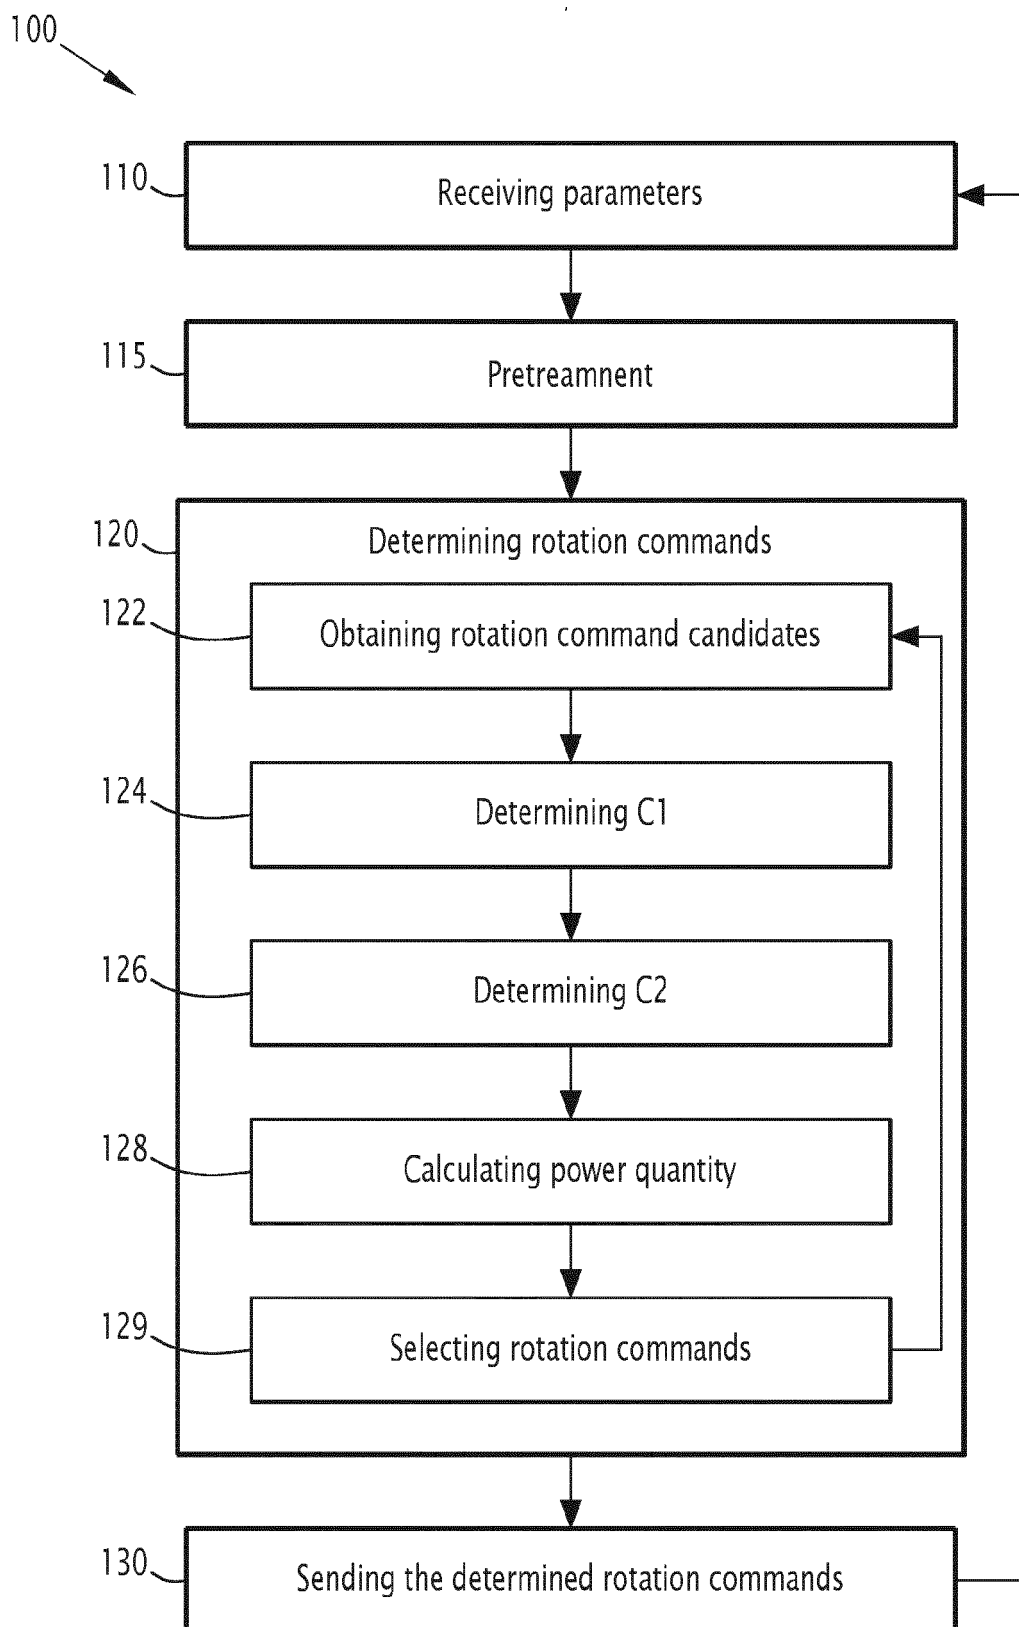 100
110
Receiving parameters
115
Pretreamnent
120
Determining rotation commands
122
Obtaining rotation command candidates
124
Determining C1
126
Determining C2
128
Calculating power quantity
129
Selecting rotation commands
130
Sending the determined rotation commands